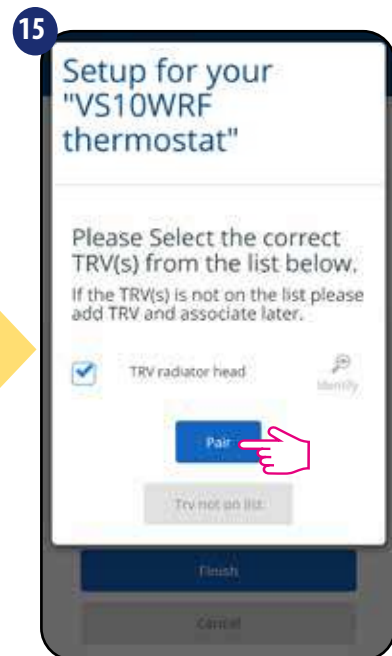 15
Setup for your
"VS10WRF
thermostat"
Please Select the correct
TRV(s) from the list below.
If the TRV(s) is not on the list please
add TRV and associate later.
TRV radiator head
Identify
Pair
Trv not on list
Finish
Cancel